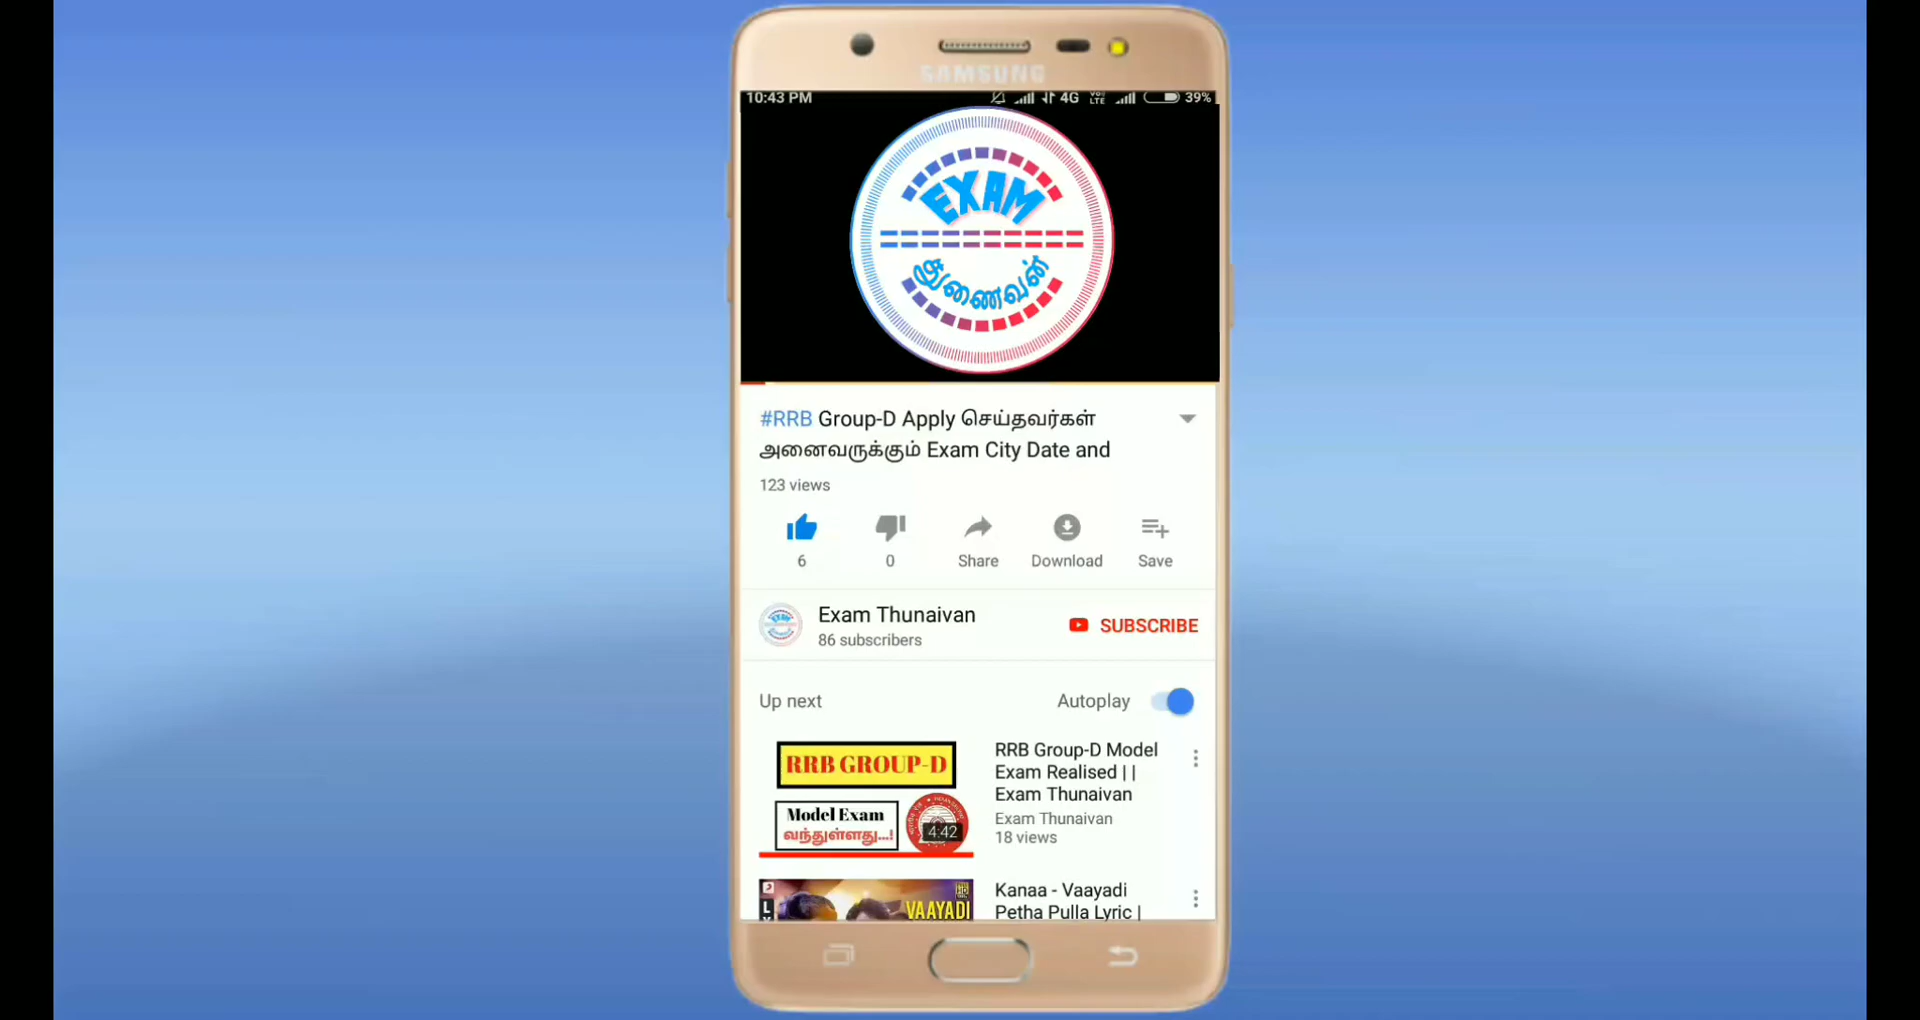 SAMSUNG
10:43 PM
4G VoLTE 39%
EXAM
துணைவன்
#RRB Group-D Apply செய்தவர்கள்
அனைவருக்கும் Exam City Date and
123 views
6
0
Share
Download
Save
Exam Thunaivan
86 subscribers
SUBSCRIBE
Up next
Autoplay
RRB GROUP-D
Model Exam
வந்துள்ளது...!
4:42
RRB Group-D Model
Exam Realised | |
Exam Thunaivan
Exam Thunaivan
18 views
VAAYADI
Kanaa - Vaayadi
Petha Pulla Lyric |